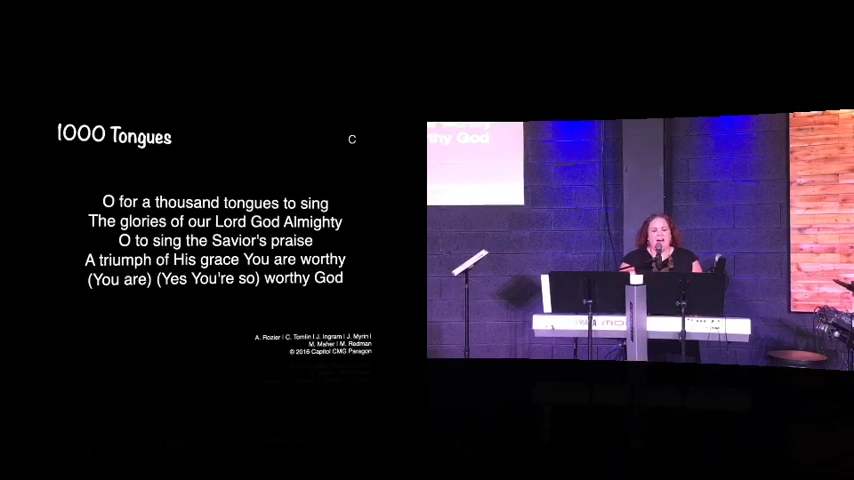 1000 Tongues
C
O for a thousand tongues to sing
The glories of our Lord God Almighty
O to sing the Savior's praise
A triumph of His grace You are worthy
(You are) (Yes You're so) worthy God
A. Rozier | C. Tomlin | J. Ingram | J. Myrin |
M. Maher | M. Redman
© 2016 Capitol CMG Paragon
thy God